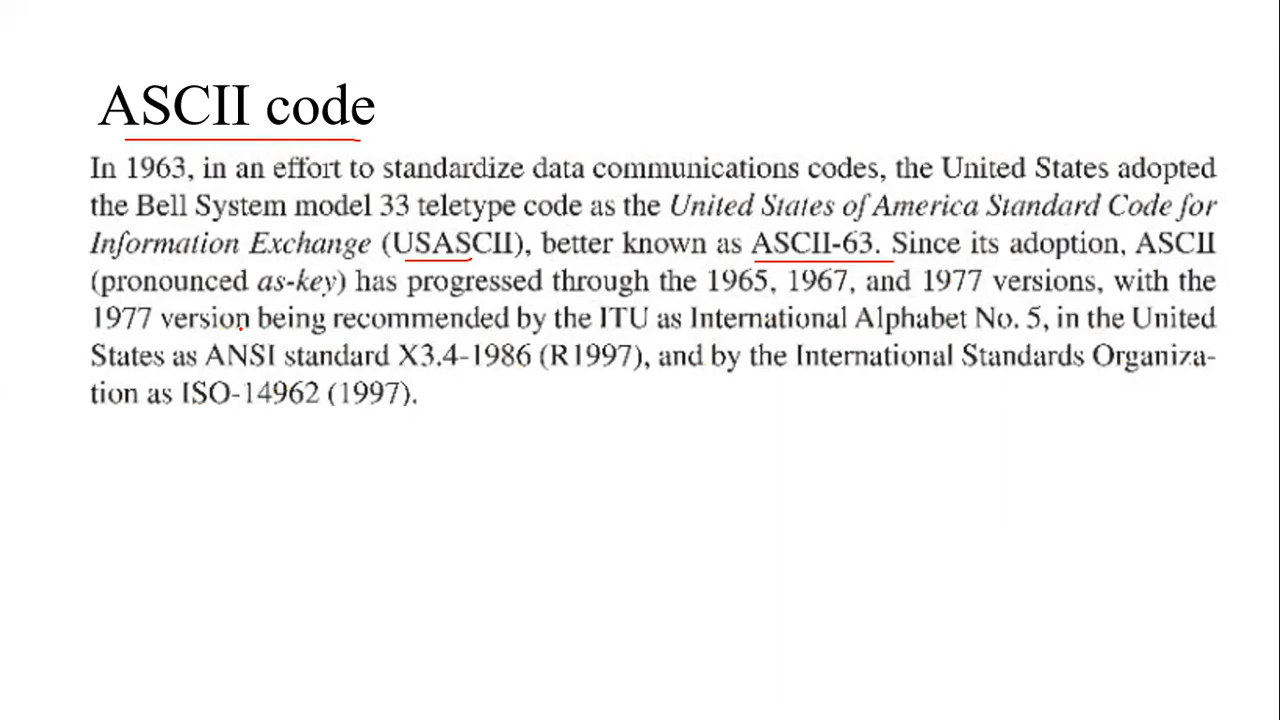 ASCII code
In 1963, in an effort to standardize data communications codes, the United States adopted
the Bell System model 33 teletype code as the United States of America Standard Code for
Information Exchange (USASCII), better known as ASCII-63. Since its adoption, ASCII
(pronounced as-key) has progressed through the 1965, 1967, and 1977 versions, with the
1977 version being recommended by the ITU as International Alphabet No. 5, in the United
States as ANSI standard X3.4-1986 (R1997), and by the International Standards Organiza-
tion as ISO-14962 (1997).